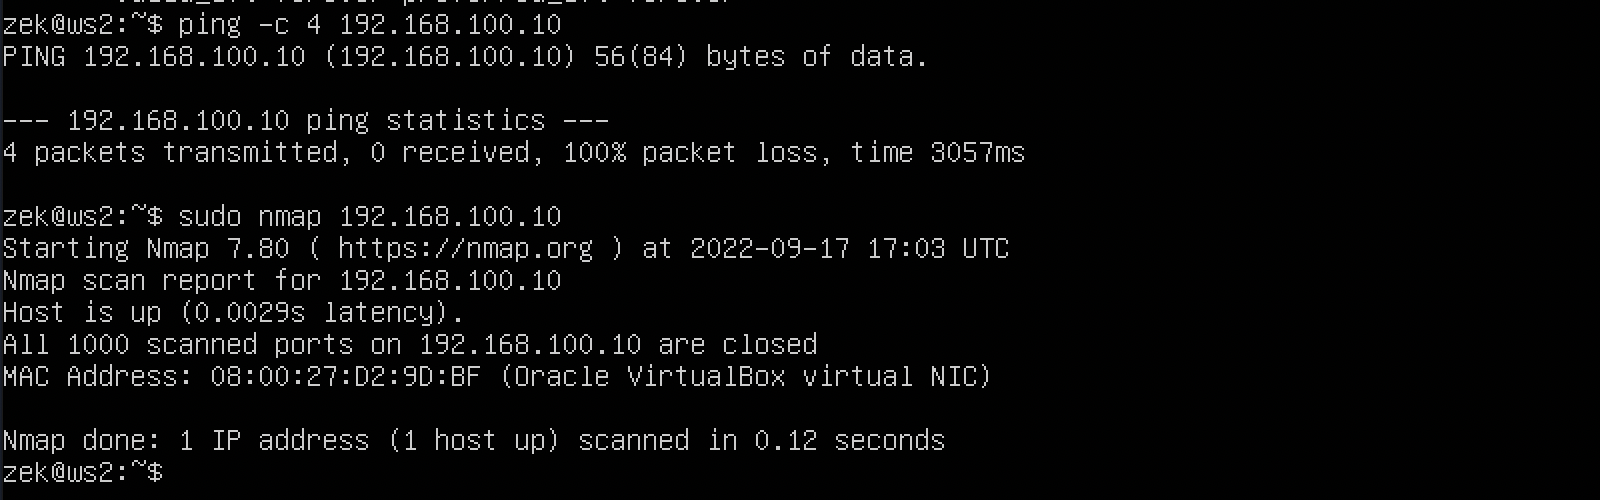 zek@ws2:~$ ping -c 4 192.168.100.10
PING 192.168.100.10 (192.168.100.10) 56(84) bytes of data.
--- 192.168.100.10 ping statistics ---
4 packets transmitted, 0 received, 100% packet loss, time 3057ms
zek@ws2:~$ sudo nmap 192.168.100.10
Starting Nmap 7.80 ( https://nmap.org ) at 2022-09-17 17:03 UTC
Nmap scan report for 192.168.100.10
Host is up (0.0029s latency).
All 1000 scanned ports on 192.168.100.10 are closed
MAC Address: 08:00:27:D2:9D:BF (Oracle VirtualBox virtual NIC)
Nmap done: 1 IP address (1 host up) scanned in 0.12 seconds
zek@ws2:~$